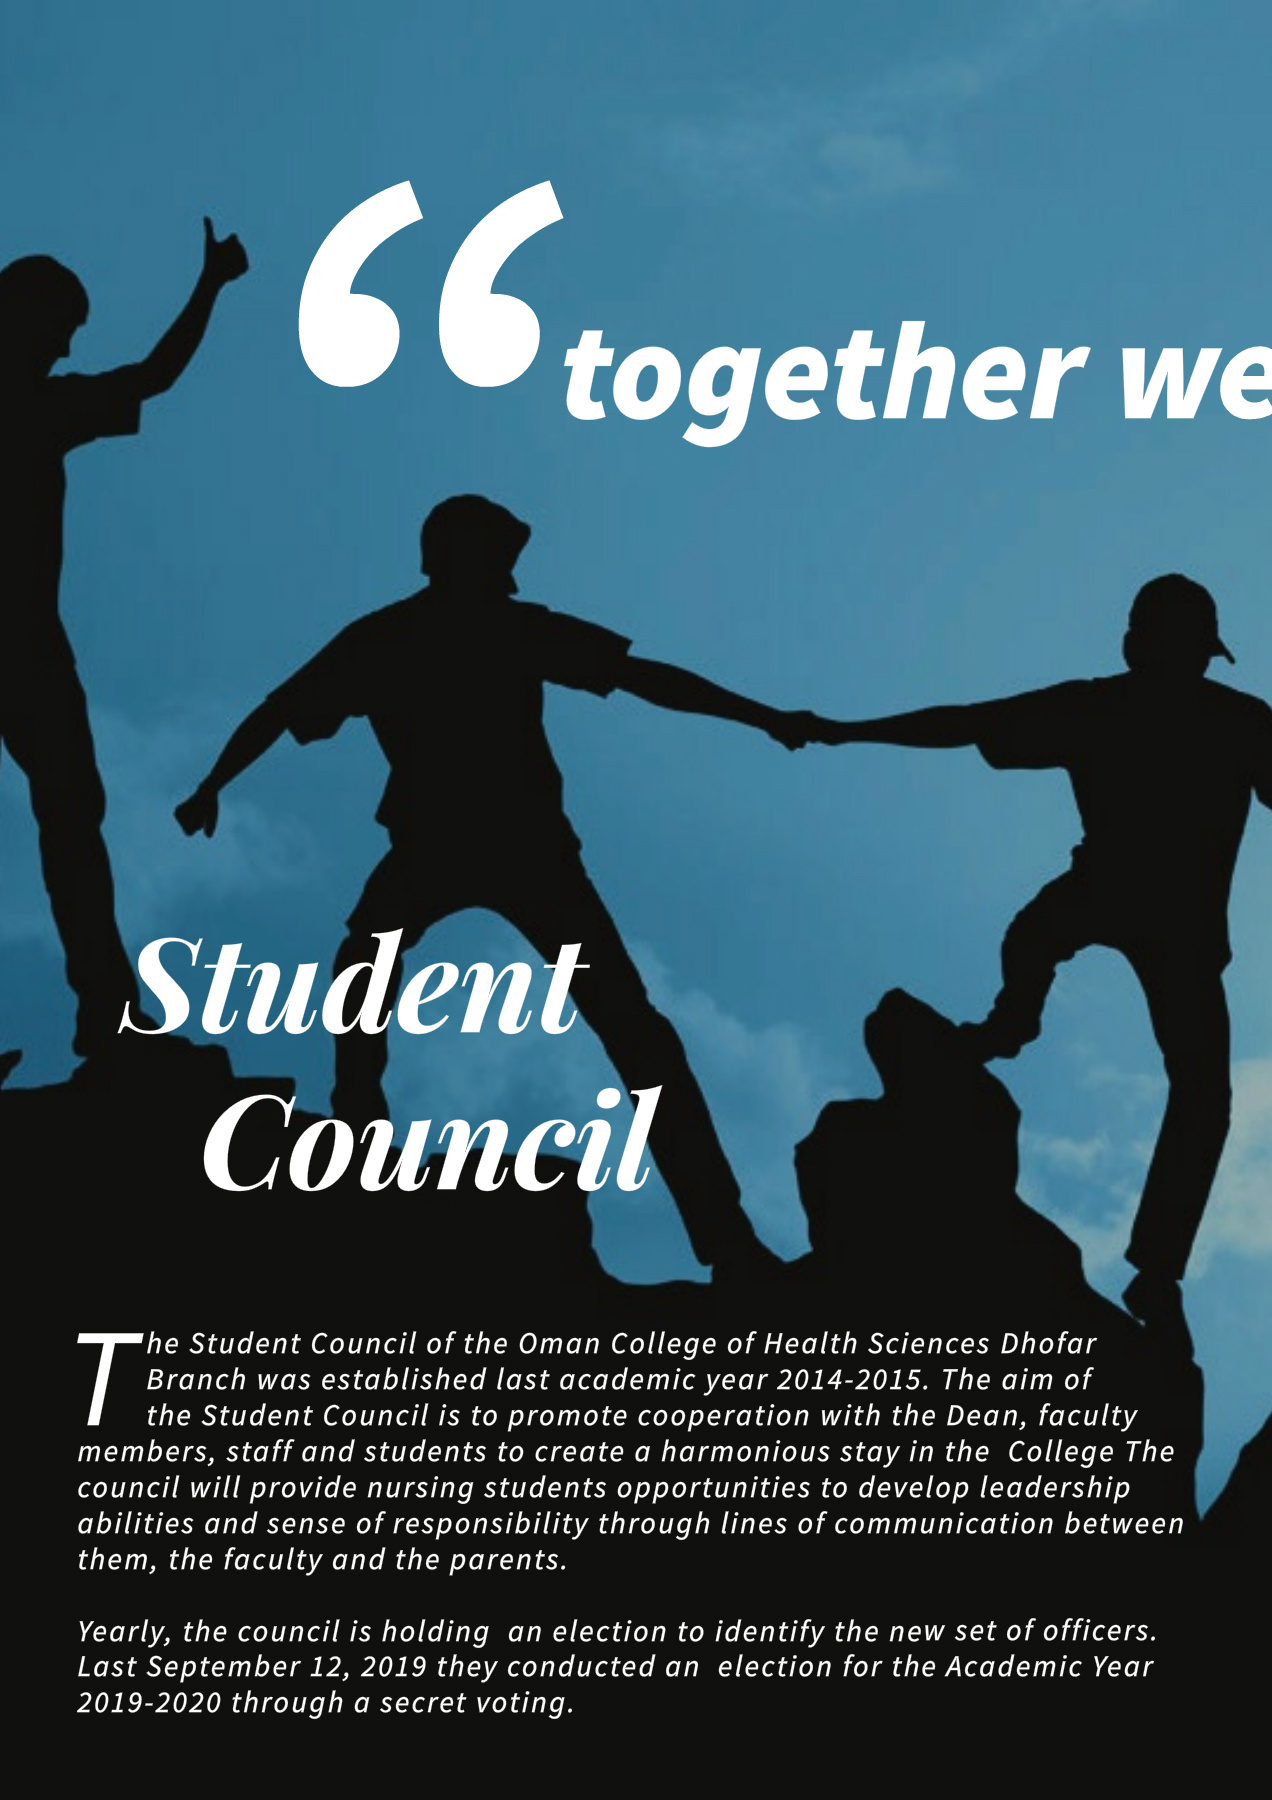 “together we
Student
Council
The Student Council of the Oman College of Health Sciences Dhofar
Branch was established last academic year 2014-2015. The aim of
the Student Council is to promote cooperation with the Dean, faculty
members, staff and students to create a harmonious stay in the  College The
council will provide nursing students opportunities to develop leadership
abilities and sense of responsibility through lines of communication between
them, the faculty and the parents.
Yearly, the council is holding  an election to identify the new set of officers.
Last September 12, 2019 they conducted an  election for the Academic Year
2019-2020 through a secret voting.